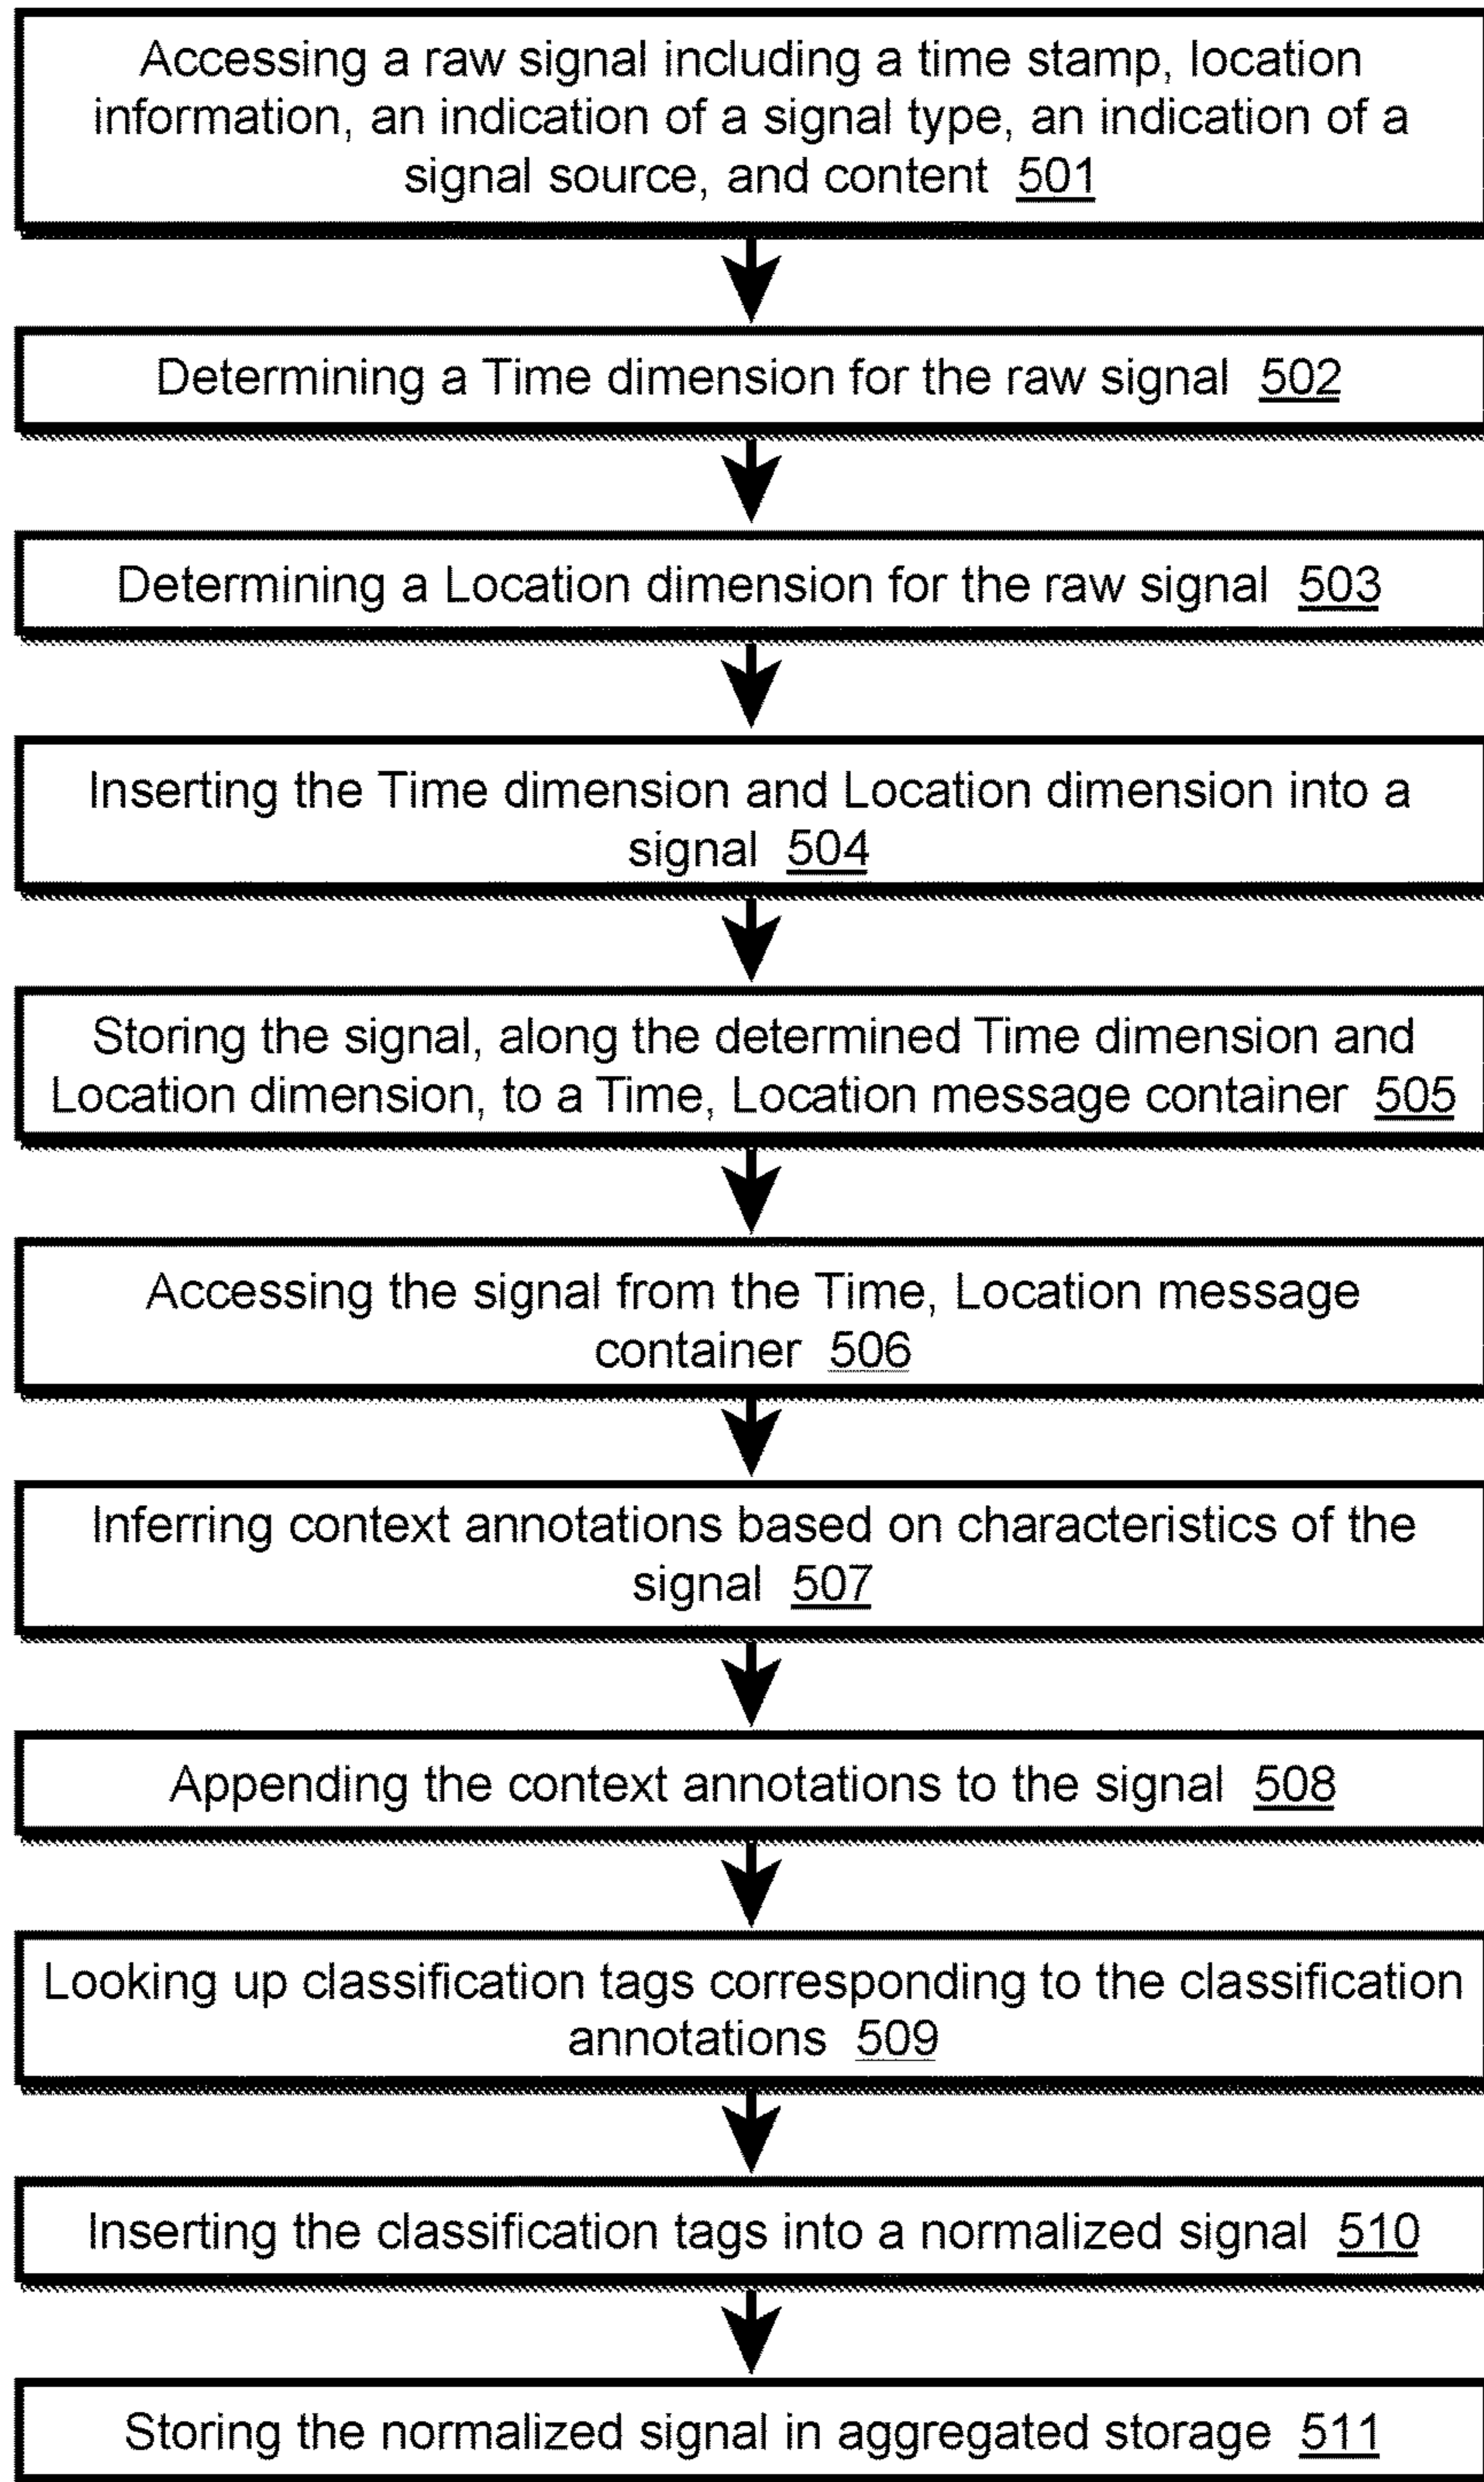 Accessing a raw signal including a time stamp, location
information, an indication of a signal type, an indication of a
signal source, and content 501
Determining a Time dimension for the raw signal 502
Determining a Location dimension for the raw signal 503
Inserting the Time dimension and Location dimension into a
signal 504
Storing the signal, along the determined Time dimension and
Location dimension, to a Time, Location message container 505
Accessing the signal from the Time, Location message
container 506
Inferring context annotations based on characteristics of the
signal 507
Appending the context annotations to the signal 508
Looking up classification tags corresponding to the classification
annotations 509
Inserting the classification tags into a normalized signal 510
Storing the normalized signal in aggregated storage 511